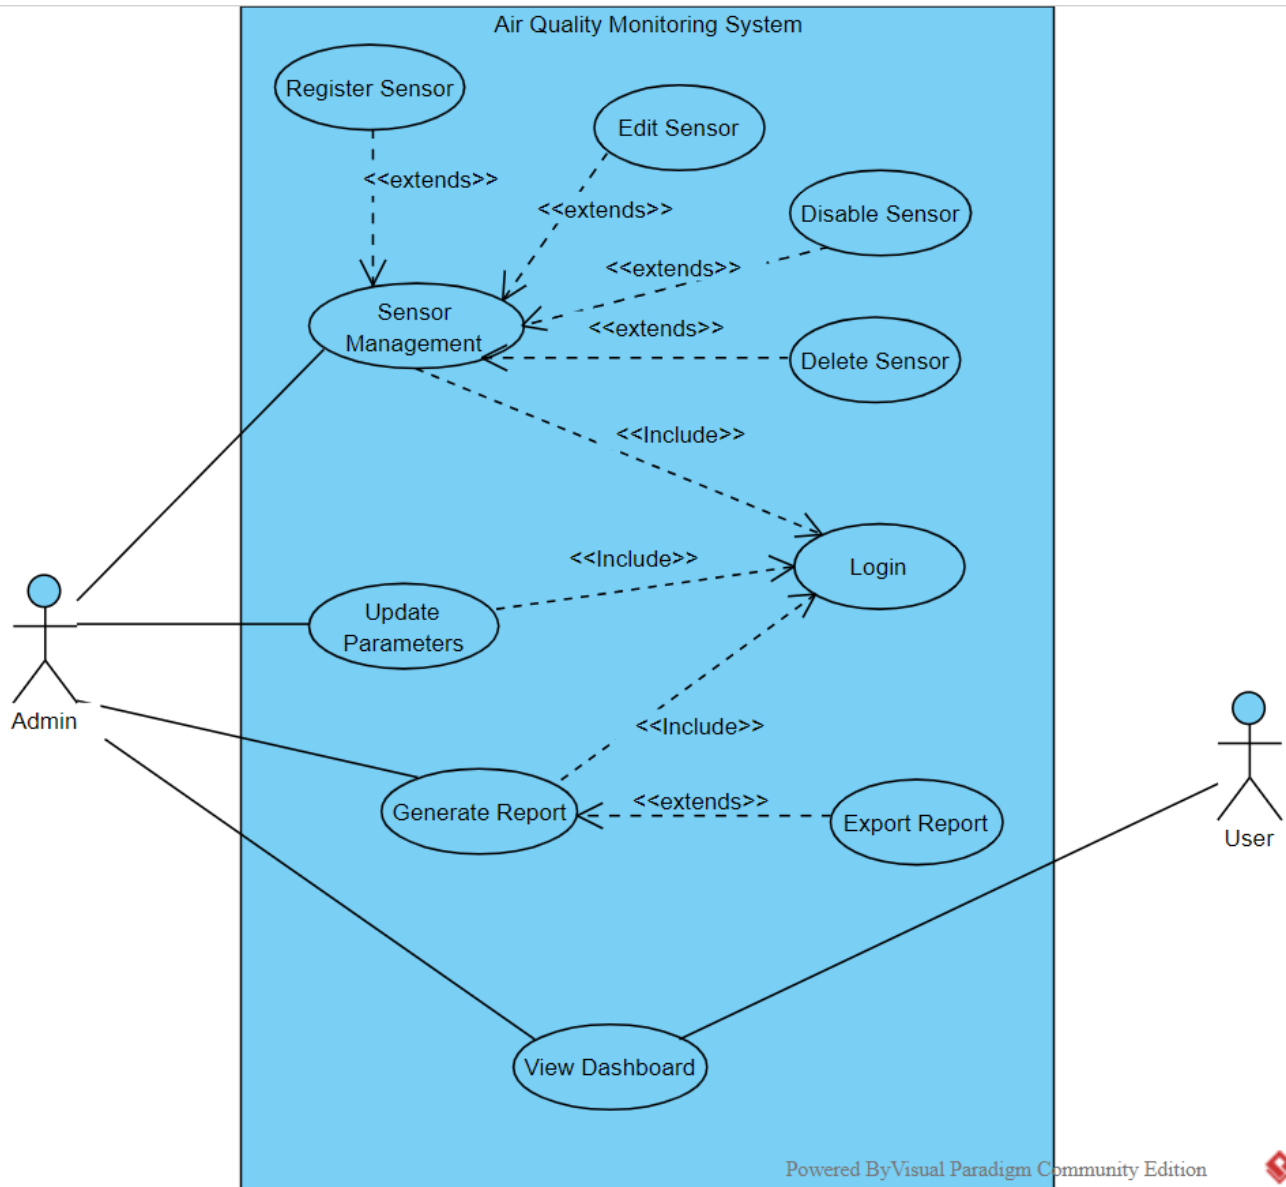 Air Quality Monitoring System
Register Sensor
Edit Sensor
<<extends>>
<<extends>>
Disable Sensor
<<extends>>
Sensor
Management
<<extends>>
Delete Sensor
<<Include>>
<<Include>>
Login
Update
Parameters
Admin
<<Include>>
<<extends>>
Generate Report
Export Report
User
View Dashboard
Powered ByVisual Paradigm Community Edition